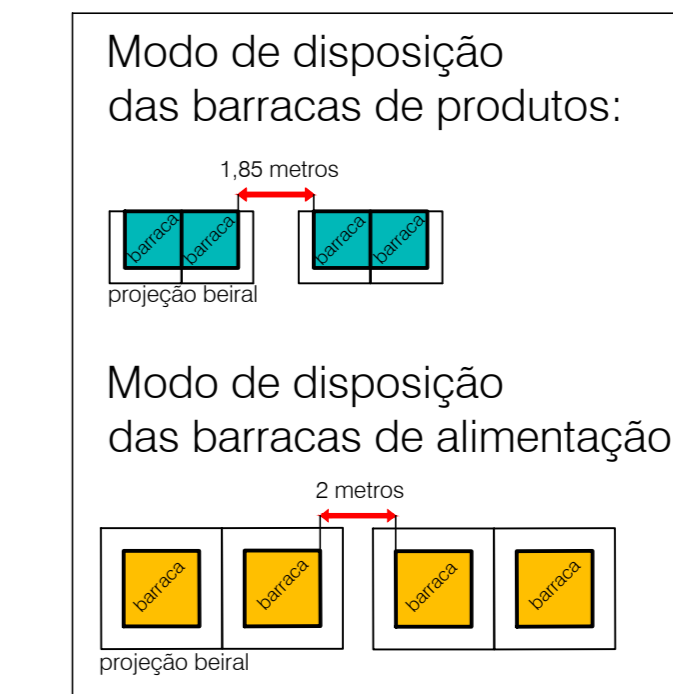 Modo de disposição
das barracas de produtos:
1,85 metros
barraca barraca barraca barraca
projeção beiral
Modo de disposição
das barracas de alimentação
2 metros
barraca barraca barraca barraca
projeção beiral